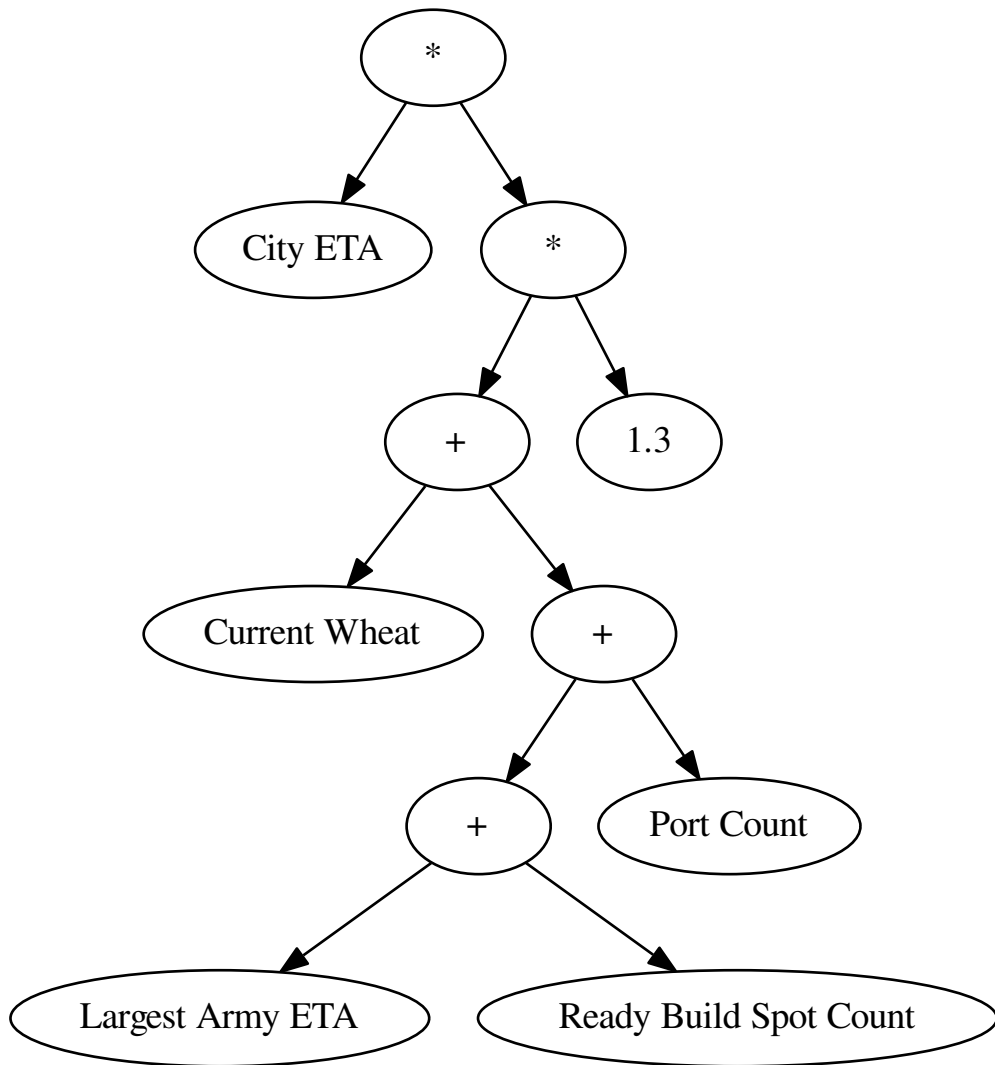 *
City ETA
*
+
1.3
Current Wheat
+
+
Port Count
Largest Army ETA
Ready Build Spot Count